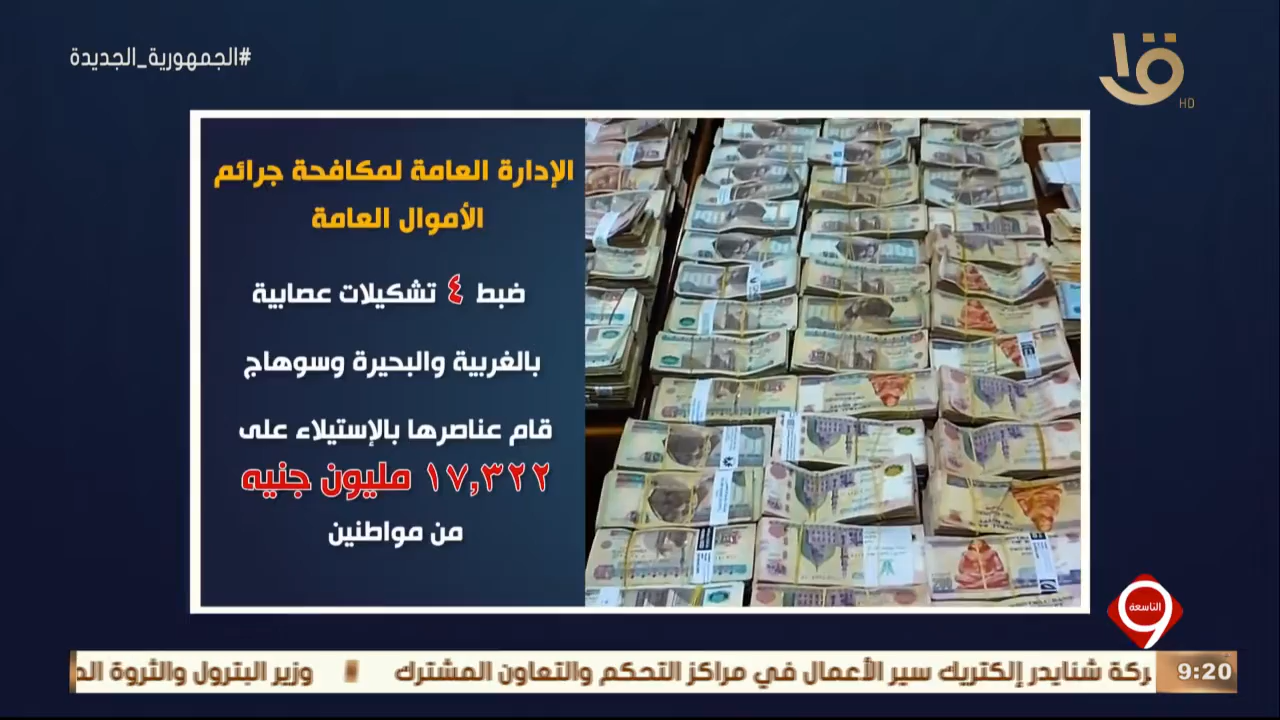 #الجمهورية_الجديدة
HD
الإدارة العامة لمكافحة جرائم
الأموال العامة
ضبط ٤ تشكيلات عصابية
بالغربية والبحيرة وسوهاج
قام عناصرها بالإستيلاء على
١٧,٣٢٢ مليون جنيه
من مواطنين
التاسعة
9
9:20
ركة شنايدر إلكتريك سير الأعمال في مراكز التحكم والتعاون المشترك
وزير البترول والثروة الم